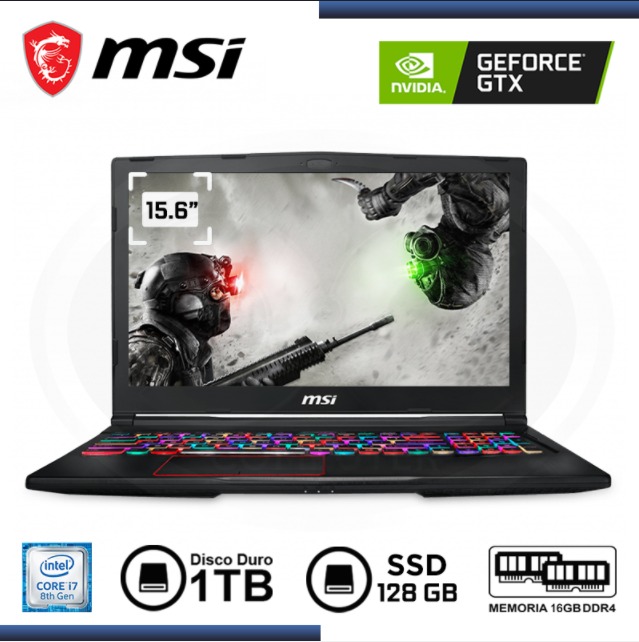 msi
NVIDIA.
GEFORCE
GTX
15.6”
msi
intel
CORE i7
8th Gen
Disco Duro
1TB
SSD
128 GB
MEMORIA 16GB DDR4